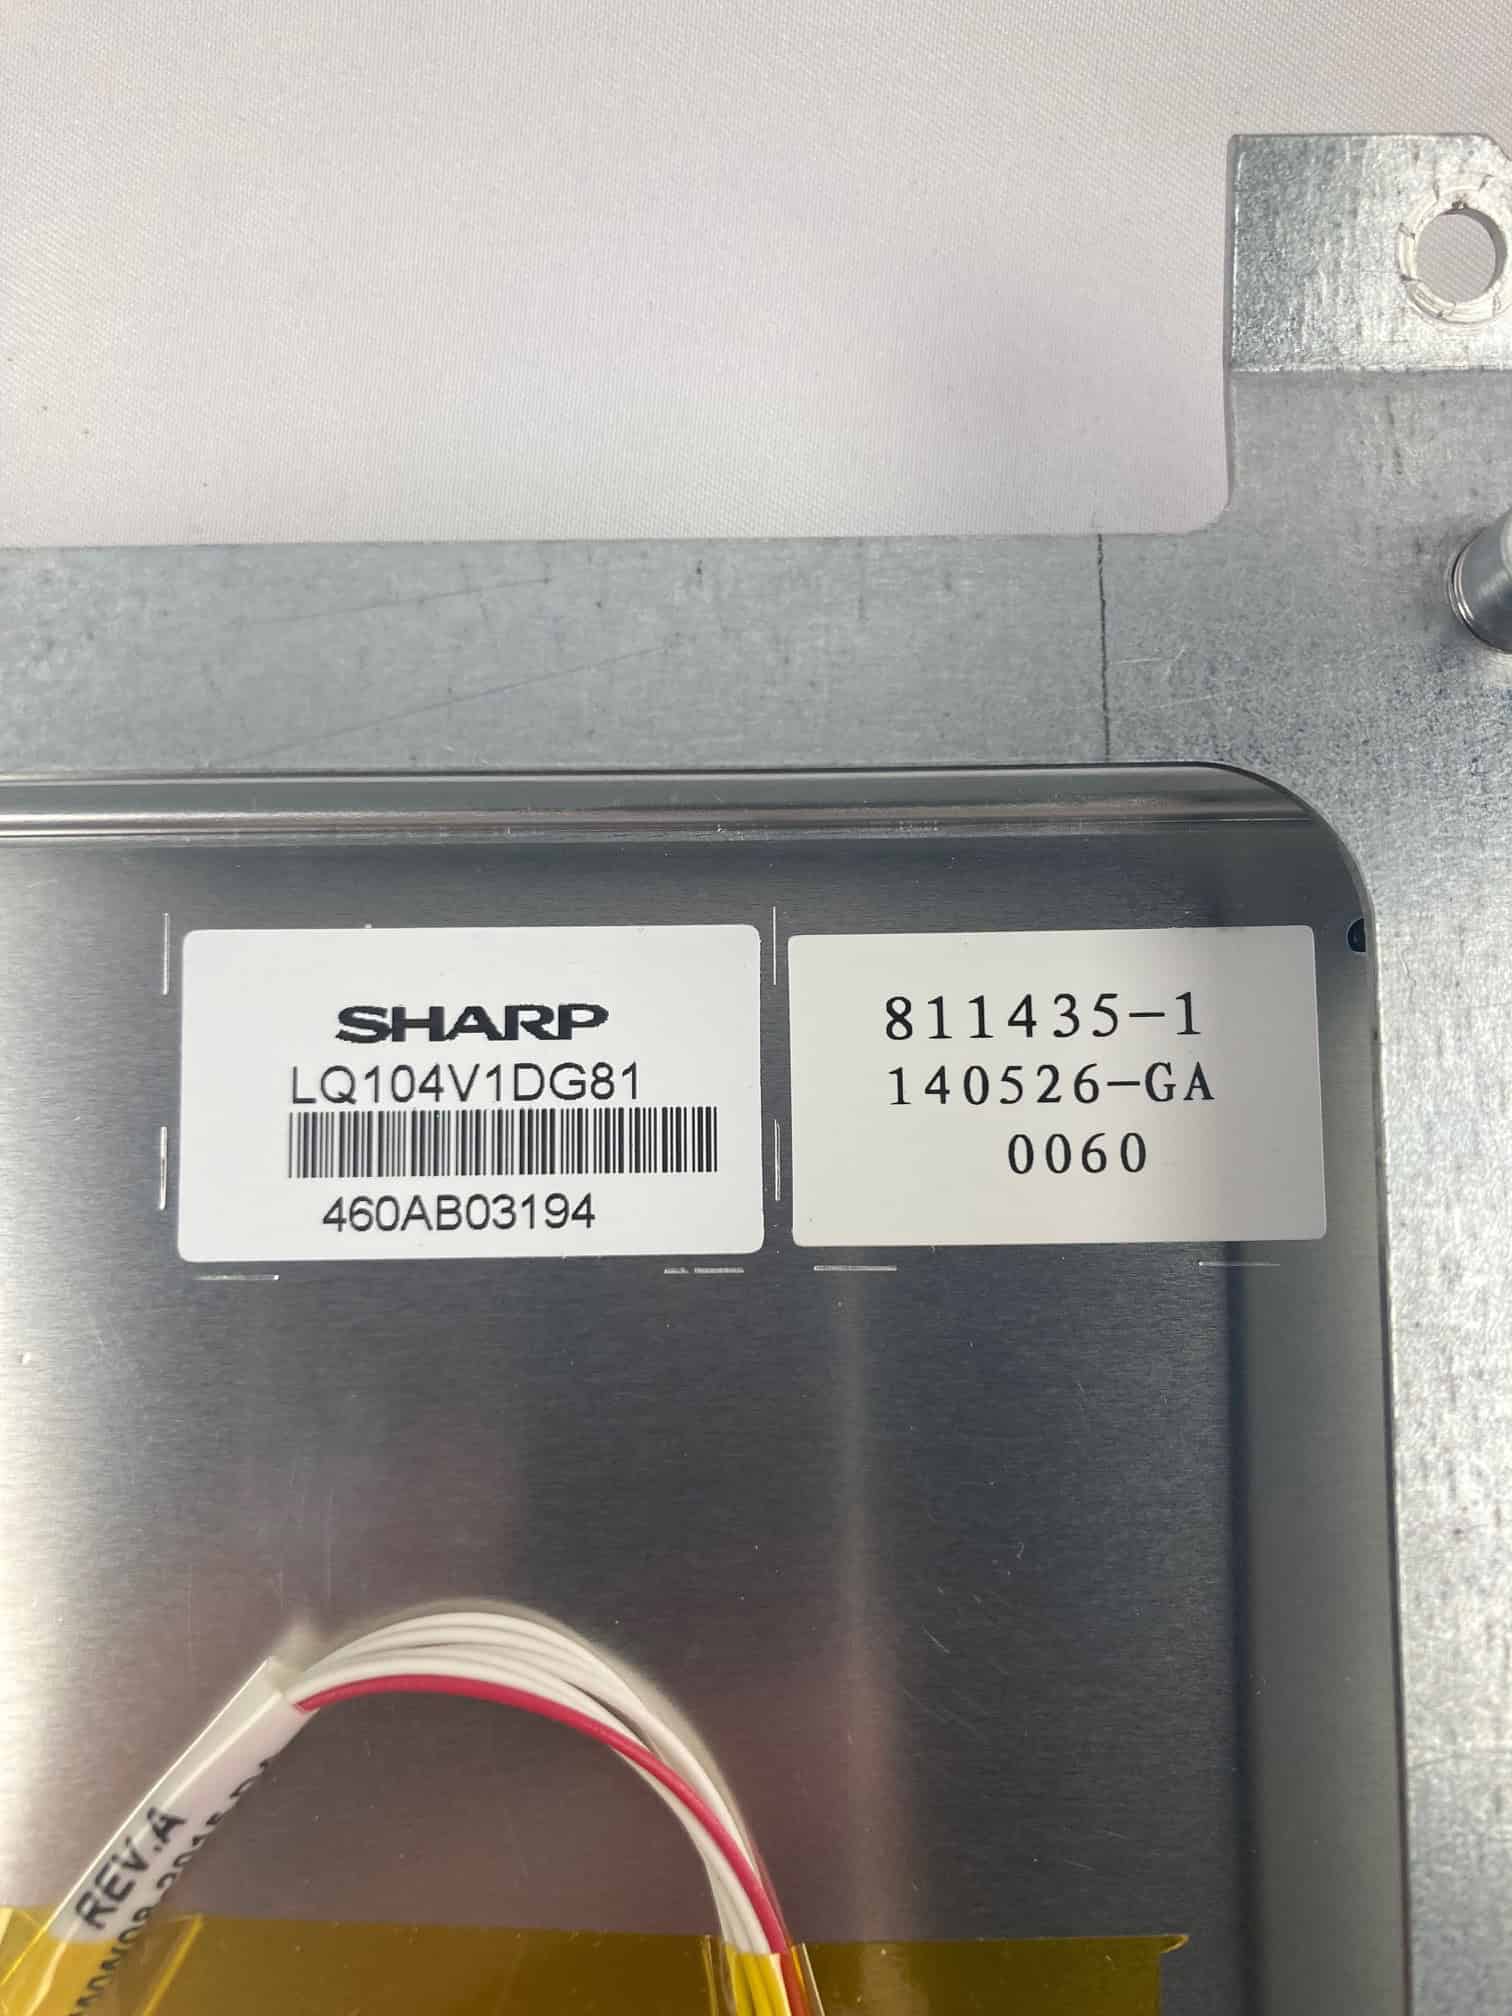 SHARP
LQ104V1DG81
460AB03194
811435-1
140526-GA
0060
REV.A